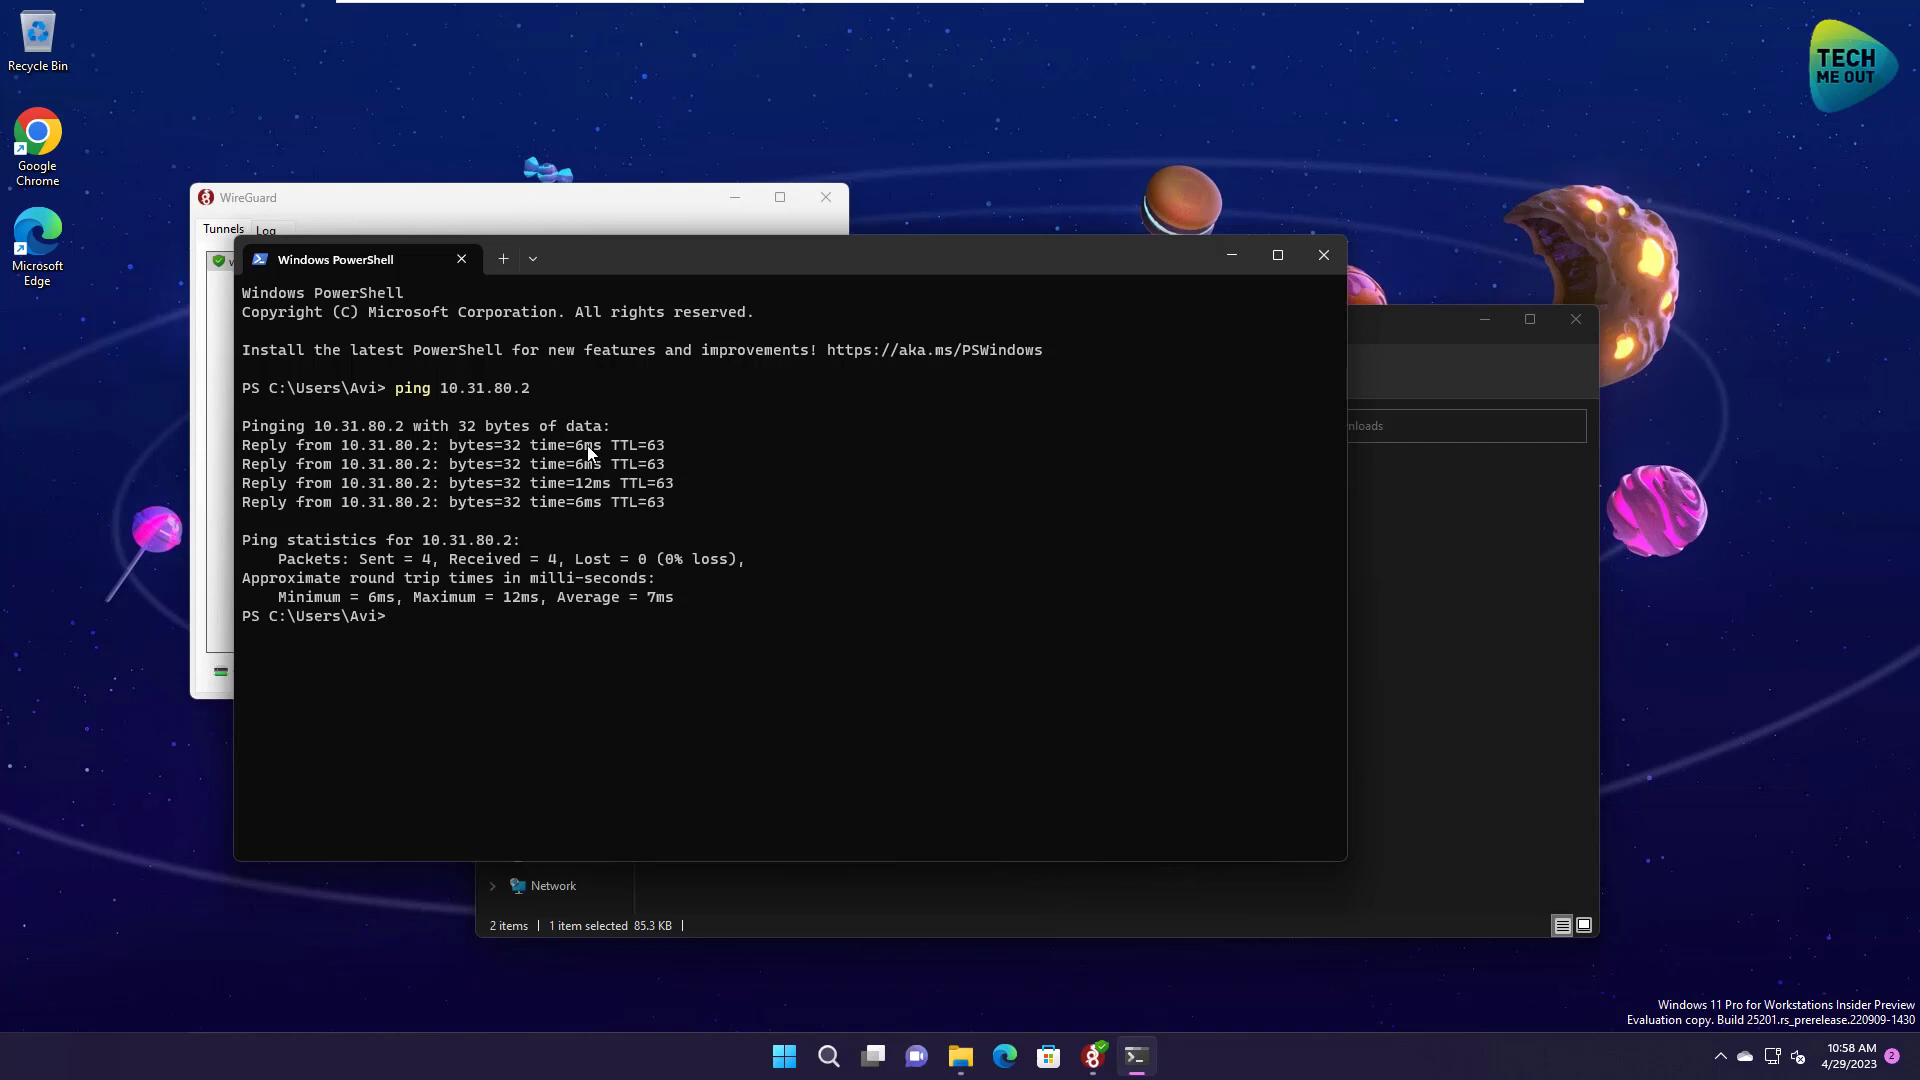 Recycle Bin
Google
Chrome
Microsoft
Edge
TECH
ME OUT
WireGuard
Tunnels
Log
Windows PowerShell
Windows PowerShell
Copyright (C) Microsoft Corporation. All rights reserved.
Install the latest PowerShell for new features and improvements! https://aka.ms/PSWindows
PS C:\Users\Avi> ping 10.31.80.2
Pinging 10.31.80.2 with 32 bytes of data:
Reply from 10.31.80.2: bytes=32 time=6ms TTL=63
Reply from 10.31.80.2: bytes=32 time=6ms TTL=63
Reply from 10.31.80.2: bytes=32 time=12ms TTL=63
Reply from 10.31.80.2: bytes=32 time=6ms TTL=63
Ping statistics for 10.31.80.2:
Packets: Sent = 4, Received = 4, Lost = 0 (0% loss),
Approximate round trip times in milli-seconds:
Minimum = 6ms, Maximum = 12ms, Average = 7ms
PS C:\Users\Avi>
nloads
Network
2 items
1 item selected 85.3 KB
Windows 11 Pro for Workstations Insider Preview
Evaluation copy. Build 25201.rs_prerelease.220909-1430
10:58 AM
4/29/2023
2